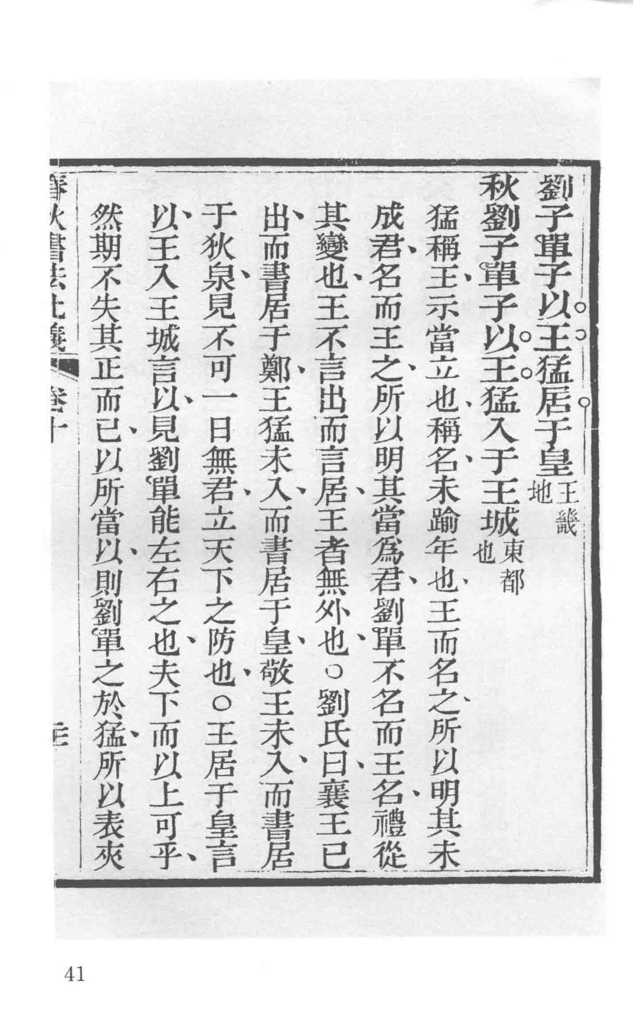 劉子單子以王猛居于皇王畿地
秋劉子單子以王猛入于王城東都也
猛稱王示當立也稱名未踰年也王而名之所以明其未
成君名而王之所以明其當爲君劉單不名而王名禮從
其變也王不言出而言居王者無外也○劉氏曰襄王已
出而書居于鄭王猛未入而書居于皇敬王未入而書居
于狄泉見不可一日無君立天下之防也○王居于皇言
以王入王城言以見劉單能左右之也夫下而以上可乎
然期不失其正而已以所當以則劉單之於猛所以表夾
春秋書法比義 卷十
41